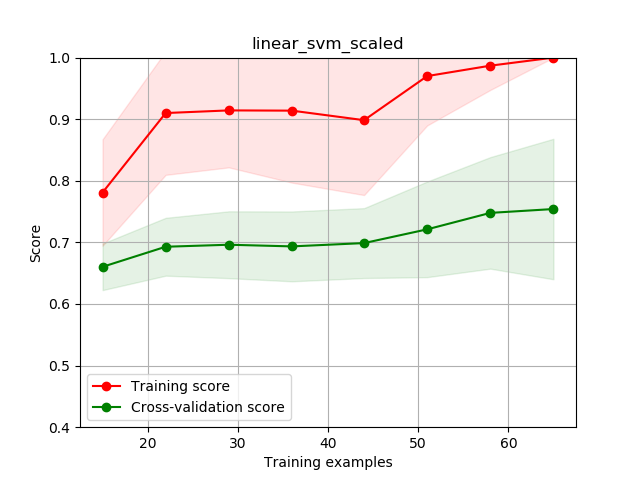 linear_svm_scaled
1.0
0.9
0.8
0.7
0.6
0.5
0.4
Score
Training score
Cross-validation score
20 30 40 50 60
Training examples